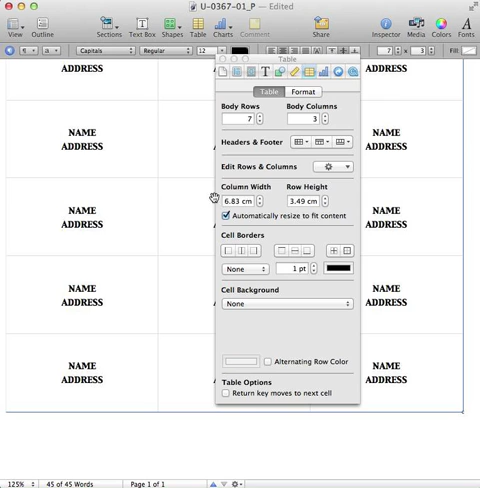 U-0367-01_P — Edited
View Outline Sections Text Box Shapes Table Charts Comment Share Inspector Media Colors Fonts
¶ a Capitals Regular 12 7 x 3 Fill:
Table
Table Format
Body Rows Body Columns
7 3
Headers & Footer
Edit Rows & Columns
Column Width Row Height
6.83 cm 3.49 cm
Automatically resize to fit content
Cell Borders
None 1 pt
Cell Background
None
Alternating Row Color
Table Options
Return key moves to next cell
ADDRESS ADDRESS
NAME NAME
ADDRESS ADDRESS
NAME NAME
ADDRESS ADDRESS
NAME NAME
ADDRESS ADDRESS
NAME NAME
ADDRESS ADDRESS
125% 45 of 45 Words Page 1 of 1